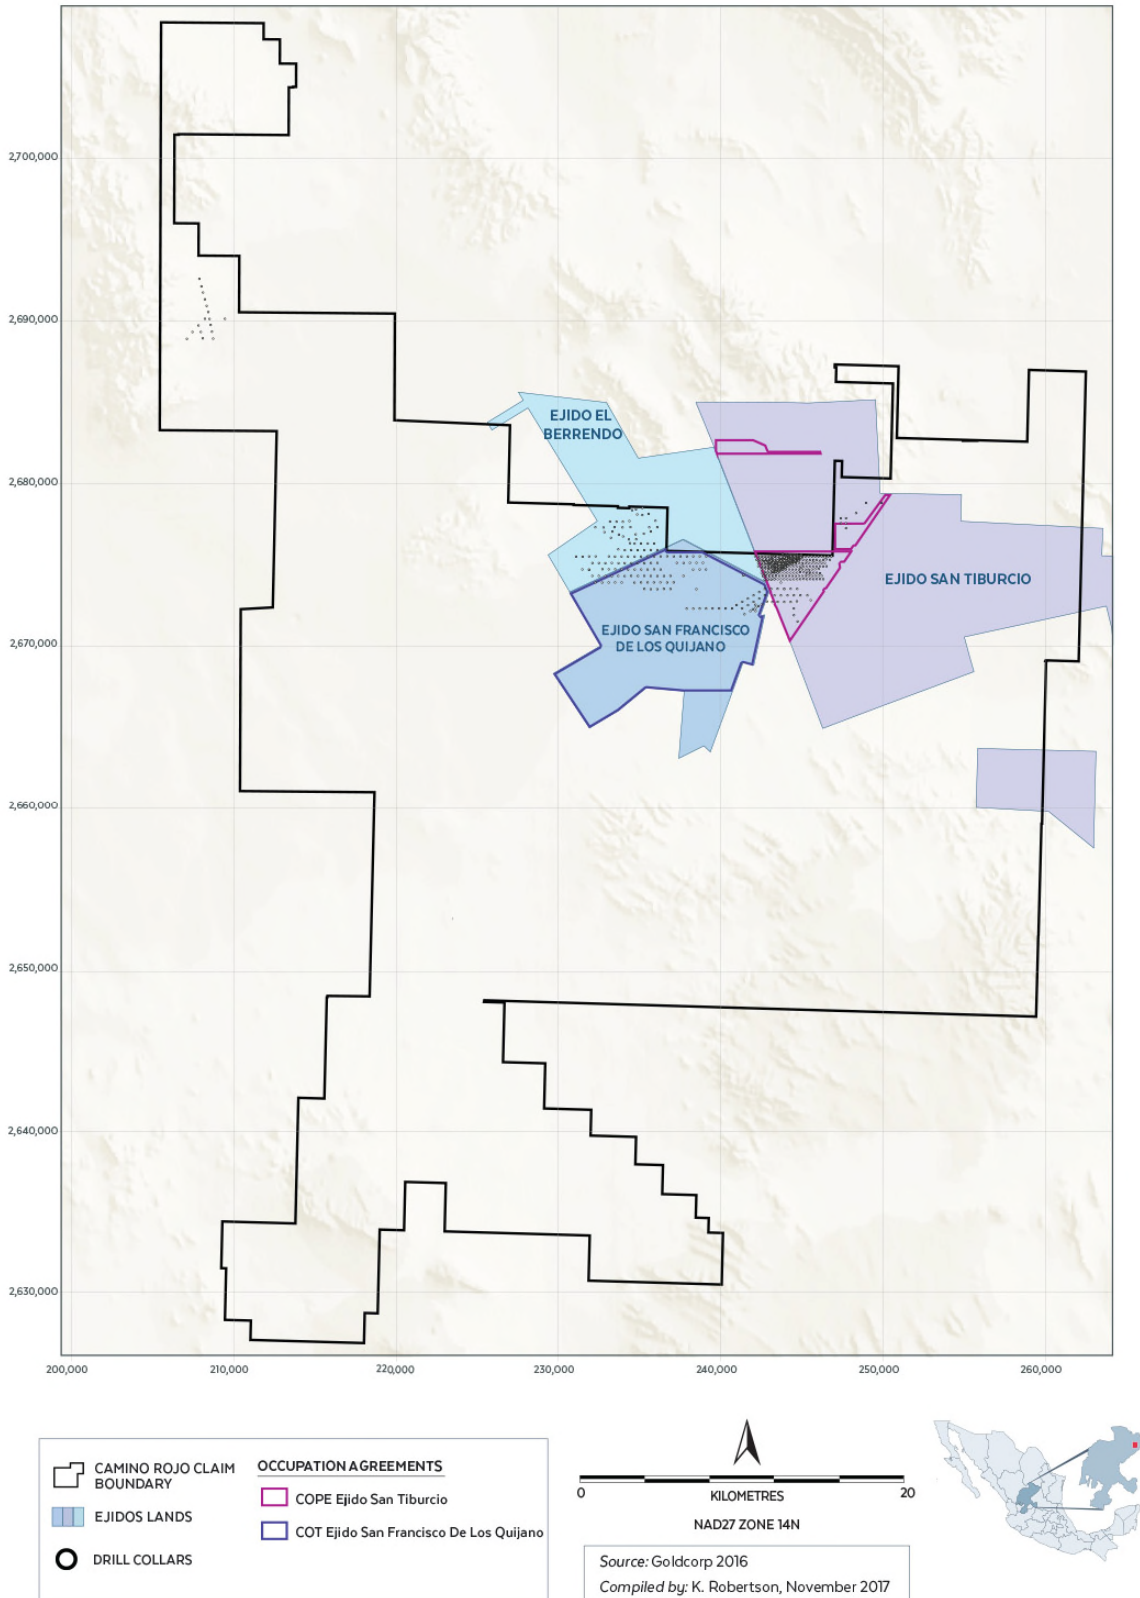 2,700,000
2,690,000
EJIDO EL
BERRENDO
2,680,000
EJIDO SAN TIBURCIO
2,670,000
EJIDO SAN FRANCISCO
DE LOS QUIJANO
2,660,000
2,650,000
2,640,000
2,630,000
200,000 210,000 220,000 230,000 240,000 250,000 260,000
CAMINO ROJO CLAIM
BOUNDARY
EJIDOS LANDS
DRILL COLLARS
OCCUPATION AGREEMENTS
COPE Ejido San Tiburcio
COT Ejido San Francisco De Los Quijano
0 20
KILOMETRES
NAD27 ZONE 14N
Source: Goldcorp 2016
Compiled by: K. Robertson, November 2017